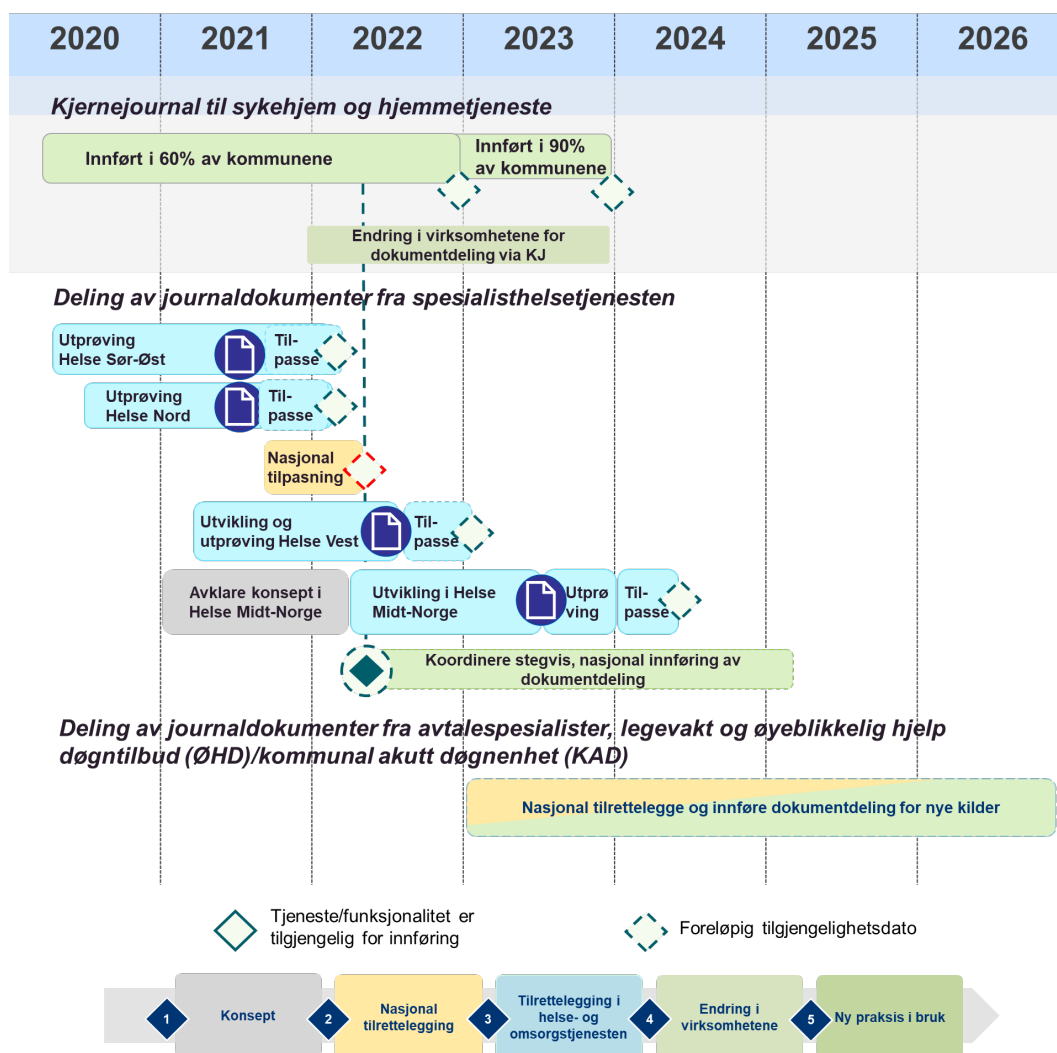 2020 2021 2022 2023 2024 2025 2026
Kjernejournal til sykehjem og hjemmetjeneste
Innført i 60% av kommunene
Innført i 90%
av kommunene
Endring i virksomhetene for
dokumentdeling via KJ
Deling av journaldokumenter fra spesialisthelsetjenesten
Utprøving
Helse Sør-Øst
Til-
passe
Utprøving
Helse Nord
Til-
passe
Nasjonal
tilpasning
Utvikling og
utprøving Helse Vest
Til-
passe
Avklare konsept i
Helse Midt-Norge
Utvikling i Helse
Midt-Norge
Utprø
ving
Til-
passe
Koordinere stegvis, nasjonal innføring av
dokumentdeling
Deling av journaldokumenter fra avtalespesialister, legevakt og øyeblikkelig hjelp
døgntilbud (ØHD)/kommunal akutt døgnenhet (KAD)
Nasjonal tilrettelegge og innføre dokumentdeling for nye kilder
Tjeneste/funksjonalitet er
tilgjengelig for innføring
Foreløpig tilgjengelighetsdato
1
Konsept
2
Nasjonal
tilrettelegging
3
Tilrettelegging i
helse- og
omsorgstjenesten
4
Endring i
virksomhetene
5
Ny praksis i bruk